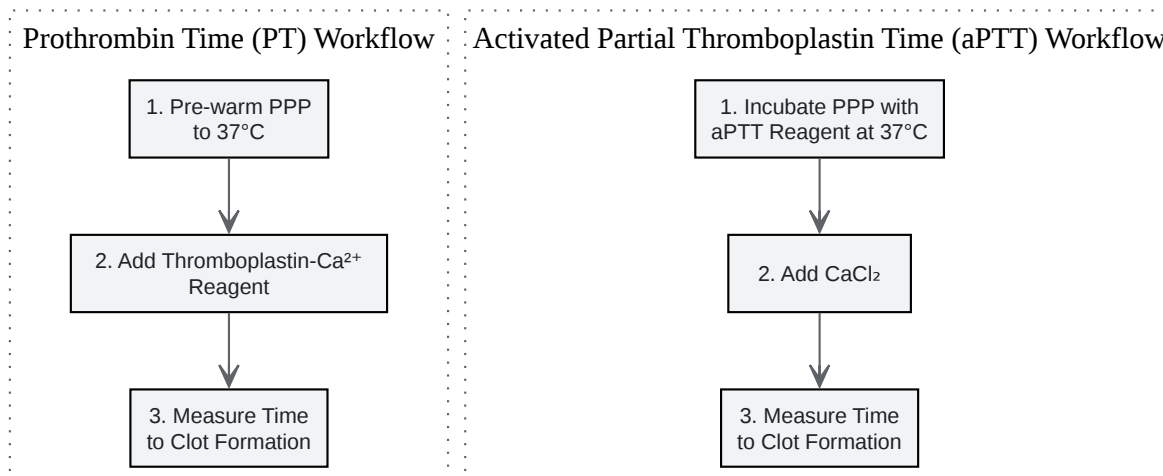 Prothrombin Time (PT) Workflow
1. Pre-warm PPP
to 37°C
2. Add Thromboplastin-Ca²⁺
Reagent
3. Measure Time
to Clot Formation
Activated Partial Thromboplastin Time (aPTT) Workflow
1. Incubate PPP with
aPTT Reagent at 37°C
2. Add CaCl₂
3. Measure Time
to Clot Formation